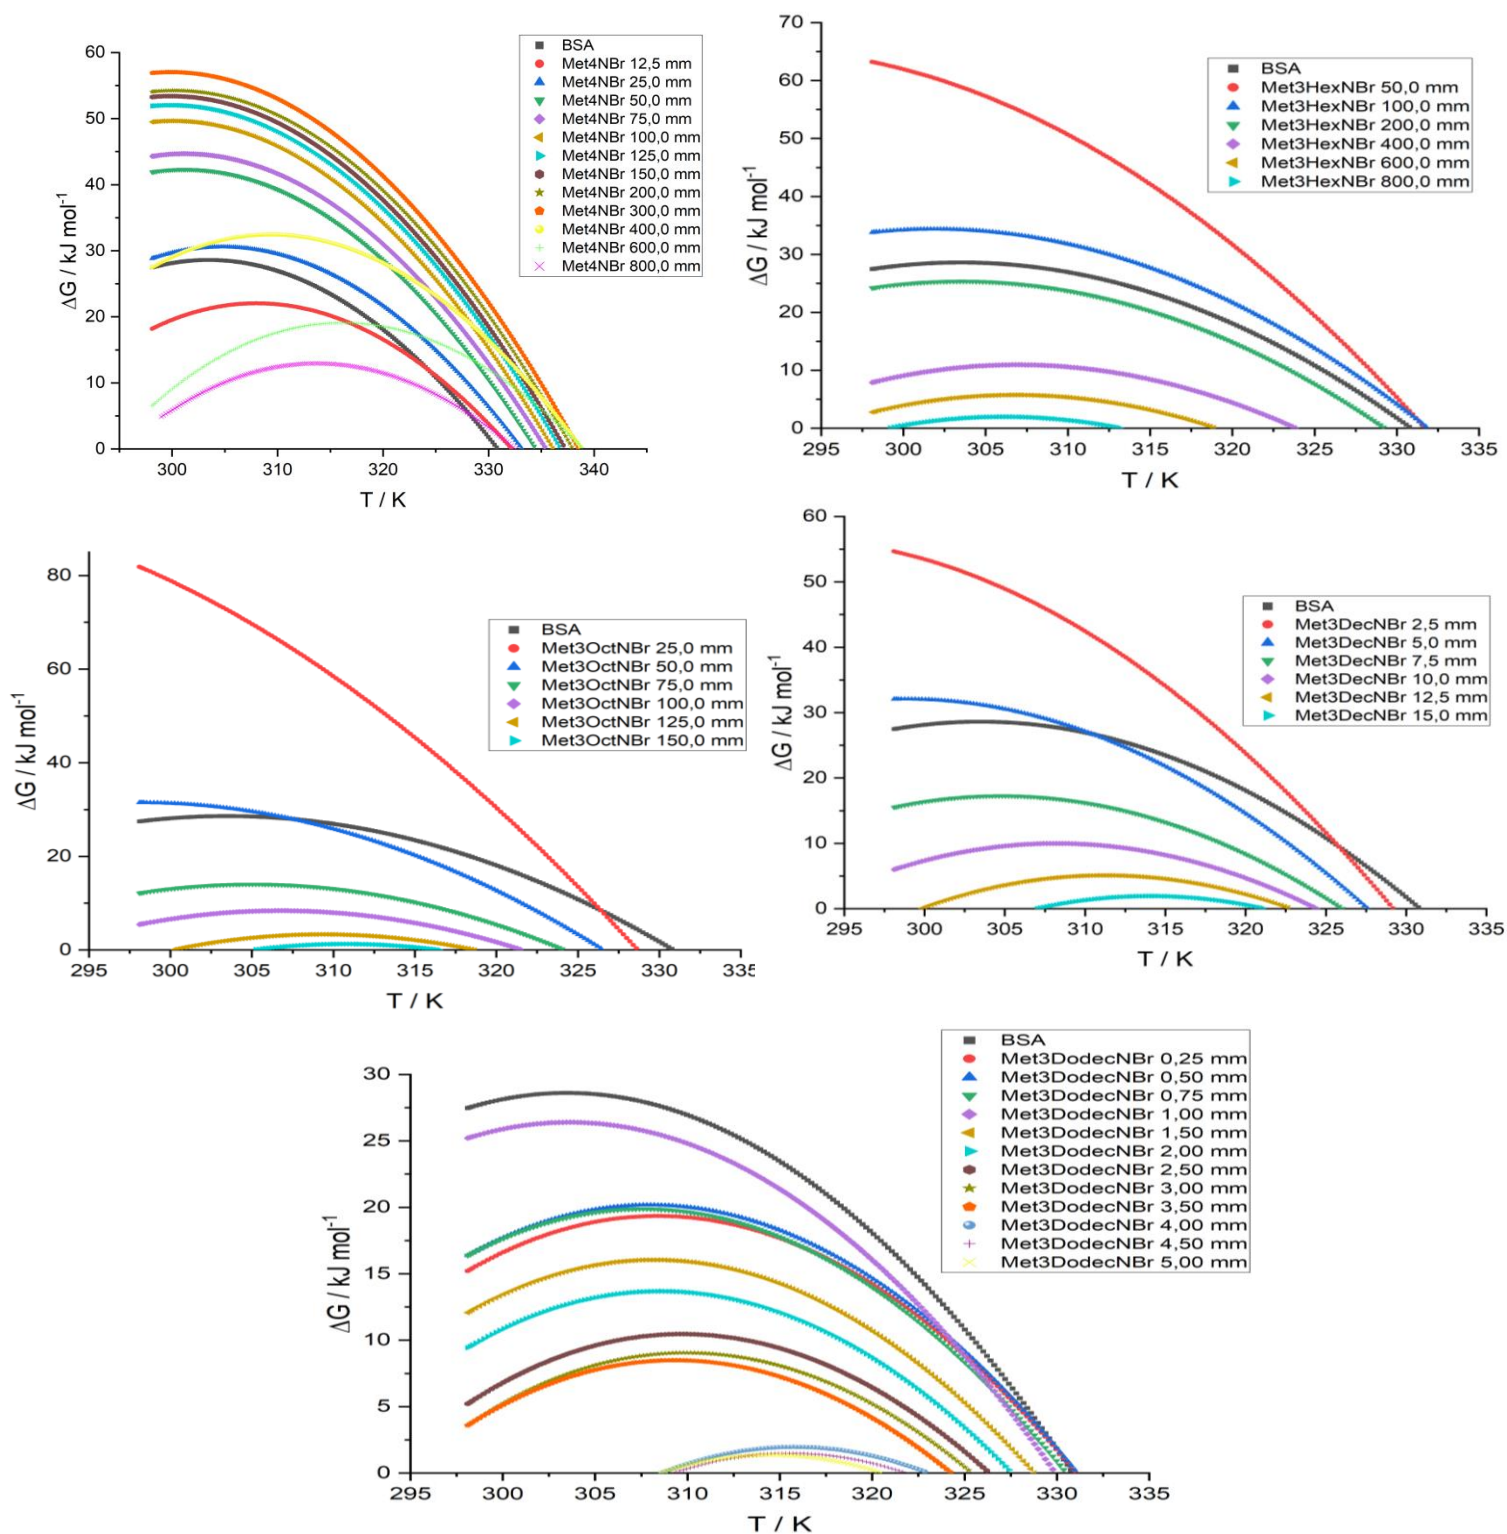 60
50
40
30
20
10
0
ΔG / kJ mol⁻¹
300
310
320
330
340
T / K
BSA
Met4NBr 12,5 mm
Met4NBr 25,0 mm
Met4NBr 50,0 mm
Met4NBr 75,0 mm
Met4NBr 100,0 mm
Met4NBr 125,0 mm
Met4NBr 150,0 mm
Met4NBr 200,0 mm
Met4NBr 300,0 mm
Met4NBr 400,0 mm
Met4NBr 600,0 mm
Met4NBr 800,0 mm
70
60
50
40
30
20
10
0
ΔG / kJ mol⁻¹
295
300
305
310
315
320
325
330
335
T / K
BSA
Met3HexNBr 50,0 mm
Met3HexNBr 100,0 mm
Met3HexNBr 200,0 mm
Met3HexNBr 400,0 mm
Met3HexNBr 600,0 mm
Met3HexNBr 800,0 mm
80
60
40
20
0
ΔG / kJ mol⁻¹
295
300
305
310
315
320
325
330
335
T / K
BSA
Met3OctNBr 25,0 mm
Met3OctNBr 50,0 mm
Met3OctNBr 75,0 mm
Met3OctNBr 100,0 mm
Met3OctNBr 125,0 mm
Met3OctNBr 150,0 mm
60
50
40
30
20
10
0
ΔG / kJ mol⁻¹
295
300
305
310
315
320
325
330
335
T / K
BSA
Met3DecNBr 2,5 mm
Met3DecNBr 5,0 mm
Met3DecNBr 7,5 mm
Met3DecNBr 10,0 mm
Met3DecNBr 12,5 mm
Met3DecNBr 15,0 mm
30
25
20
15
10
5
0
ΔG / kJ mol⁻¹
295
300
305
310
315
320
325
330
335
T / K
BSA
Met3DodecNBr 0,25 mm
Met3DodecNBr 0,50 mm
Met3DodecNBr 0,75 mm
Met3DodecNBr 1,00 mm
Met3DodecNBr 1,50 mm
Met3DodecNBr 2,00 mm
Met3DodecNBr 2,50 mm
Met3DodecNBr 3,00 mm
Met3DodecNBr 3,50 mm
Met3DodecNBr 4,00 mm
Met3DodecNBr 4,50 mm
Met3DodecNBr 5,00 mm